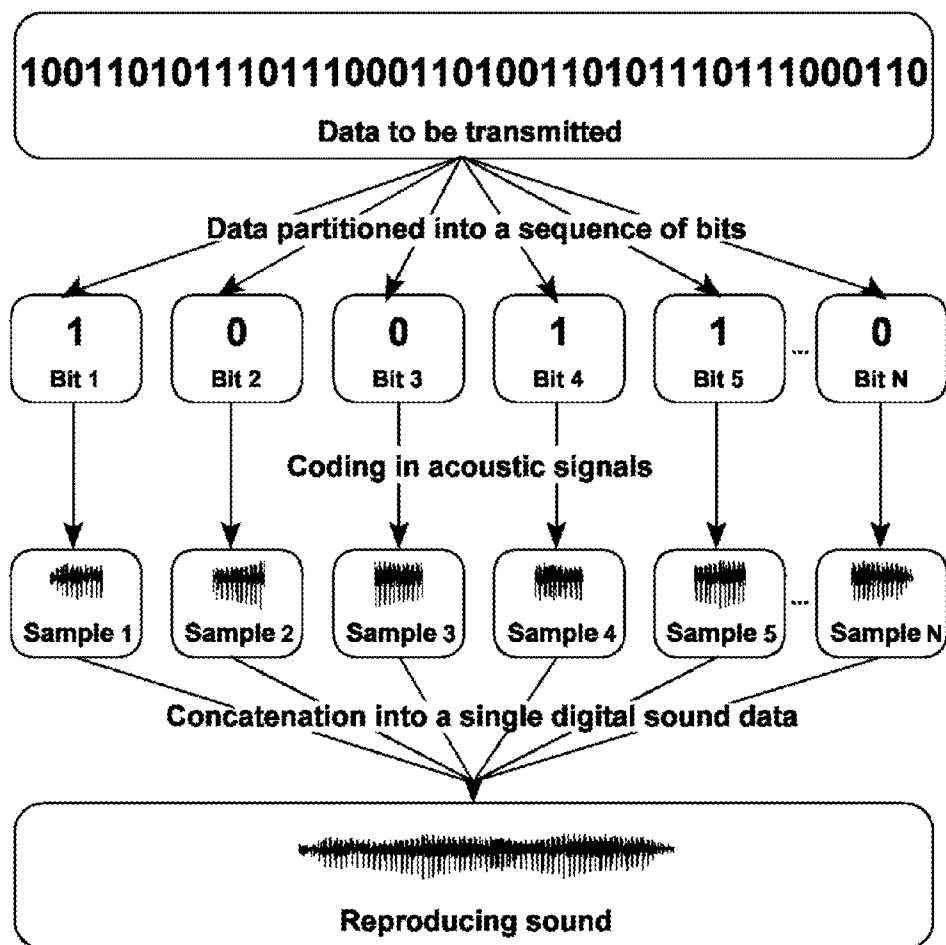 100110101110111000110100110101110111000110
Data to be transmitted
Data partitioned into a sequence of bits
1 0 0 1 1 0
Bit 1 Bit 2 Bit 3 Bit 4 Bit 5 ... Bit N
Coding in acoustic signals
Sample 1 Sample 2 Sample 3 Sample 4 Sample 5 ... Sample N
Concatenation into a single digital sound data
Reproducing sound